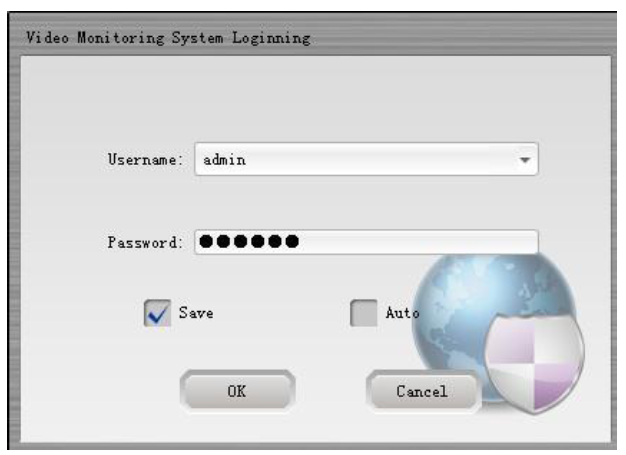 Video Monitoring System Loginning
Username: admin
Password: ●●●●●●
Save Auto
OK Cancel